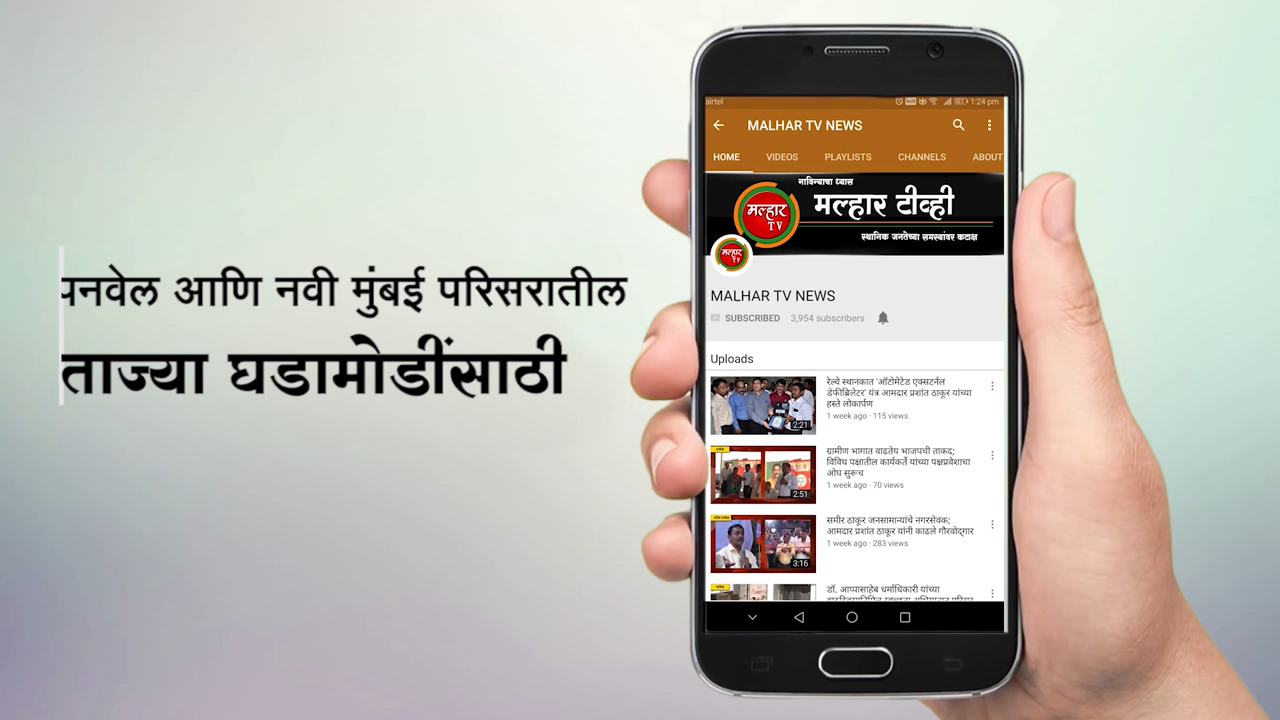 पनवेल आणि नवी मुंबई परिसरातील
ताज्या घडामोडींसाठी
airtel
1:24 pm
MALHAR TV NEWS
HOME VIDEOS PLAYLISTS CHANNELS ABOUT
नाविन्याचा ध्यास
मल्हार टीव्ही
मल्हार TV
स्थानिक जनतेच्या समस्यांवर कटाक्ष
मल्हार TV
MALHAR TV NEWS
SUBSCRIBED 3,954 subscribers
Uploads
रेल्वे स्थानकात 'ऑटोमेटेड एक्सटर्नल
डेफीब्रिलेटर' यंत्र आमदार प्रशांत ठाकूर यांच्या
हस्ते लोकार्पण
1 week ago · 115 views
2:21
ग्रामीण भागात वाढतेय भाजपची ताकद;
विविध पक्षातील कार्यकर्ते यांच्या पक्षप्रवेशाचा
ओघ सुरूच
1 week ago · 70 views
2:51
समीर ठाकूर जनसामान्यांचे नगरसेवक;
आमदार प्रशांत ठाकूर यांनी काढले गौरवोद्‌गार
1 week ago · 283 views
3:16
डॉ. आप्पासाहेब धर्माधिकारी यांच्या